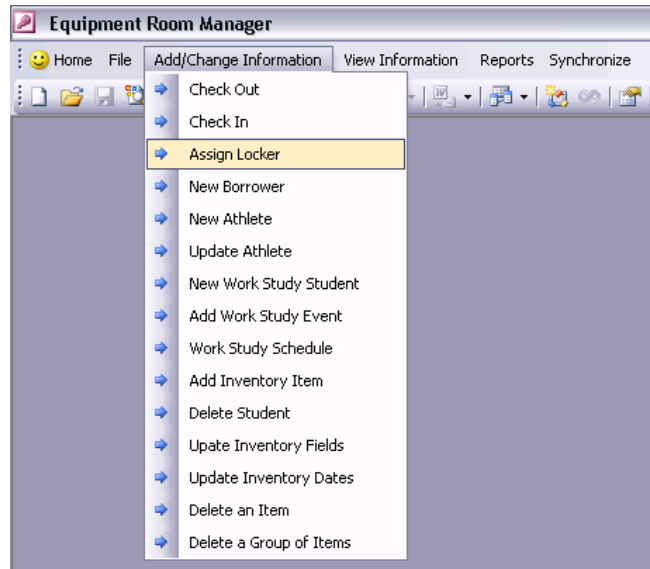 Equipment Room Manager
Home File Add/Change Information View Information Reports Synchronize
Check Out
Check In
Assign Locker
New Borrower
New Athlete
Update Athlete
New Work Study Student
Add Work Study Event
Work Study Schedule
Add Inventory Item
Delete Student
Upate Inventory Fields
Update Inventory Dates
Delete an Item
Delete a Group of Items